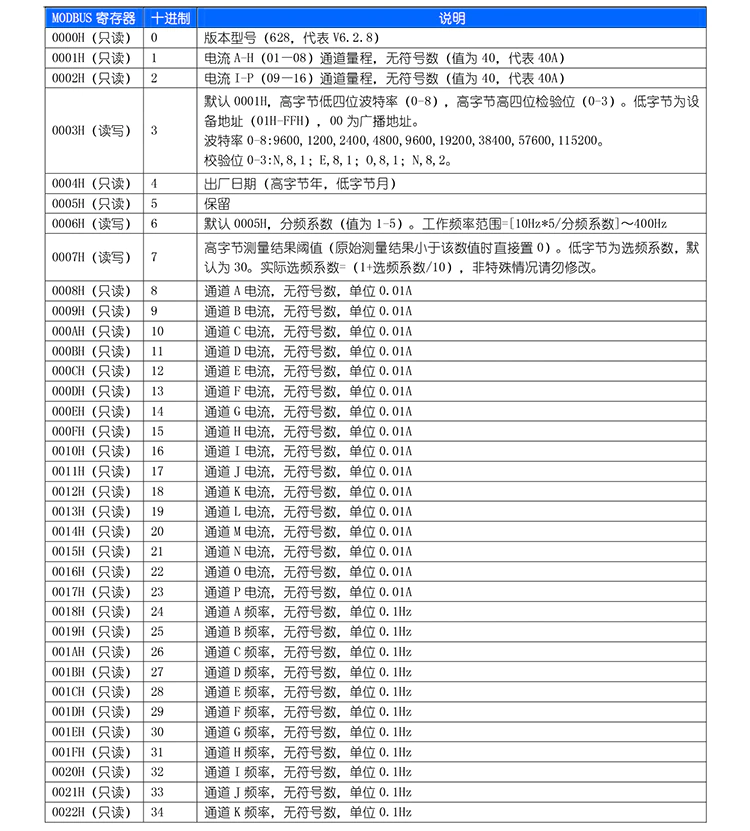 MODBUS 寄存器 十进制 说明
0000H（只读） 0 版本型号（628，代表 V6.2.8）
0001H（只读） 1 电流 A-H（01—08）通道量程，无符号数（值为 40，代表 40A）
0002H（只读） 2 电流 I-P（09—16）通道量程，无符号数（值为 40，代表 40A）
0003H（读写） 3 默认 0001H，高字节低四位波特率（0-8），高字节高四位检验位（0-3）。低字节为设
备地址（01H-FFH），00 为广播地址。
波特率 0-8:9600,1200,2400,4800,9600,19200,38400,57600,115200。
校验位 0-3:N,8,1；E,8,1；O,8,1；N,8,2。
0004H（只读） 4 出厂日期（高字节年，低字节月）
0005H（只读） 5 保留
0006H（读写） 6 默认 0005H，分频系数（值为 1-5）。工作频率范围=[10Hz*5/分频系数]～400Hz
0007H（读写） 7 高字节测量结果阈值（原始测量结果小于该数值时直接置 0）。低字节为选频系数，默
认为 30。实际选频系数=（1+选频系数/10），非特殊情况请勿修改。
0008H（只读） 8 通道 A 电流，无符号数，单位 0.01A
0009H（只读） 9 通道 B 电流，无符号数，单位 0.01A
000AH（只读） 10 通道 C 电流，无符号数，单位 0.01A
000BH（只读） 11 通道 D 电流，无符号数，单位 0.01A
000CH（只读） 12 通道 E 电流，无符号数，单位 0.01A
000DH（只读） 13 通道 F 电流，无符号数，单位 0.01A
000EH（只读） 14 通道 G 电流，无符号数，单位 0.01A
000FH（只读） 15 通道 H 电流，无符号数，单位 0.01A
0010H（只读） 16 通道 I 电流，无符号数，单位 0.01A
0011H（只读） 17 通道 J 电流，无符号数，单位 0.01A
0012H（只读） 18 通道 K 电流，无符号数，单位 0.01A
0013H（只读） 19 通道 L 电流，无符号数，单位 0.01A
0014H（只读） 20 通道 M 电流，无符号数，单位 0.01A
0015H（只读） 21 通道 N 电流，无符号数，单位 0.01A
0016H（只读） 22 通道 O 电流，无符号数，单位 0.01A
0017H（只读） 23 通道 P 电流，无符号数，单位 0.01A
0018H（只读） 24 通道 A 频率，无符号数，单位 0.1Hz
0019H（只读） 25 通道 B 频率，无符号数，单位 0.1Hz
001AH（只读） 26 通道 C 频率，无符号数，单位 0.1Hz
001BH（只读） 27 通道 D 频率，无符号数，单位 0.1Hz
001CH（只读） 28 通道 E 频率，无符号数，单位 0.1Hz
001DH（只读） 29 通道 F 频率，无符号数，单位 0.1Hz
001EH（只读） 30 通道 G 频率，无符号数，单位 0.1Hz
001FH（只读） 31 通道 H 频率，无符号数，单位 0.1Hz
0020H（只读） 32 通道 I 频率，无符号数，单位 0.1Hz
0021H（只读） 33 通道 J 频率，无符号数，单位 0.1Hz
0022H（只读） 34 通道 K 频率，无符号数，单位 0.1Hz